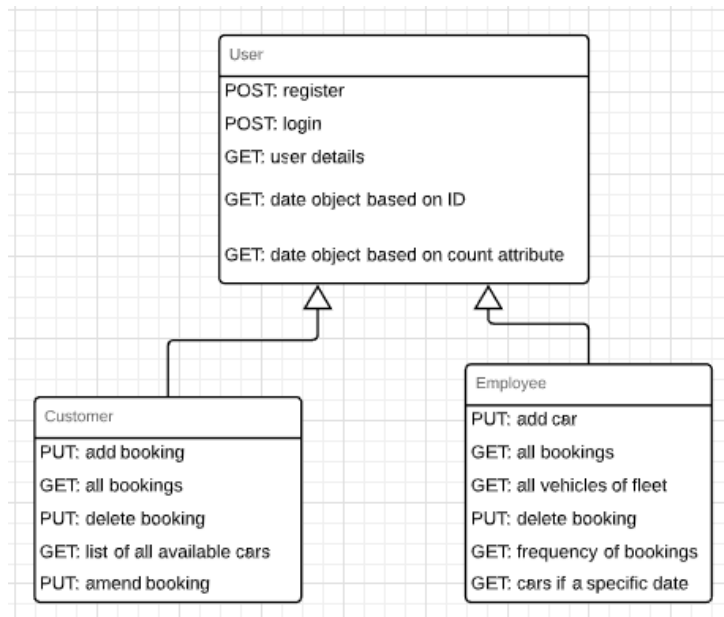 User
POST: register
POST: login
GET: user details
GET: date object based on ID
GET: date object based on count attribute
Customer
PUT: add booking
GET: all bookings
PUT: delete booking
GET: list of all available cars
PUT: amend booking
Employee
PUT: add car
GET: all bookings
GET: all vehicles of fleet
PUT: delete booking
GET: frequency of bookings
GET: cars if a specific date